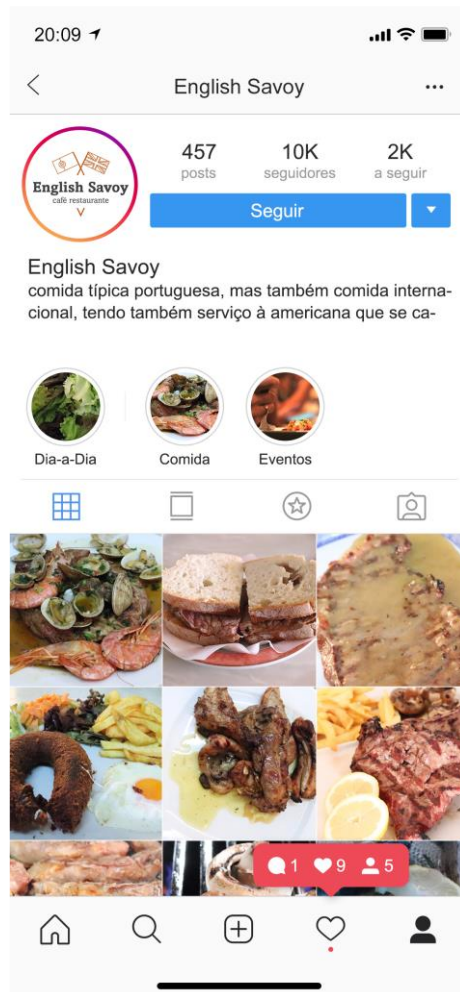 20:09
English Savoy
457
posts
10K
seguidores
2K
a seguir
English Savoy
café restaurante
Seguir
English Savoy
comida típica portuguesa, mas também comida interna-
cional, tendo também serviço à americana que se ca-
Dia-a-Dia
Comida
Eventos
1
9
5